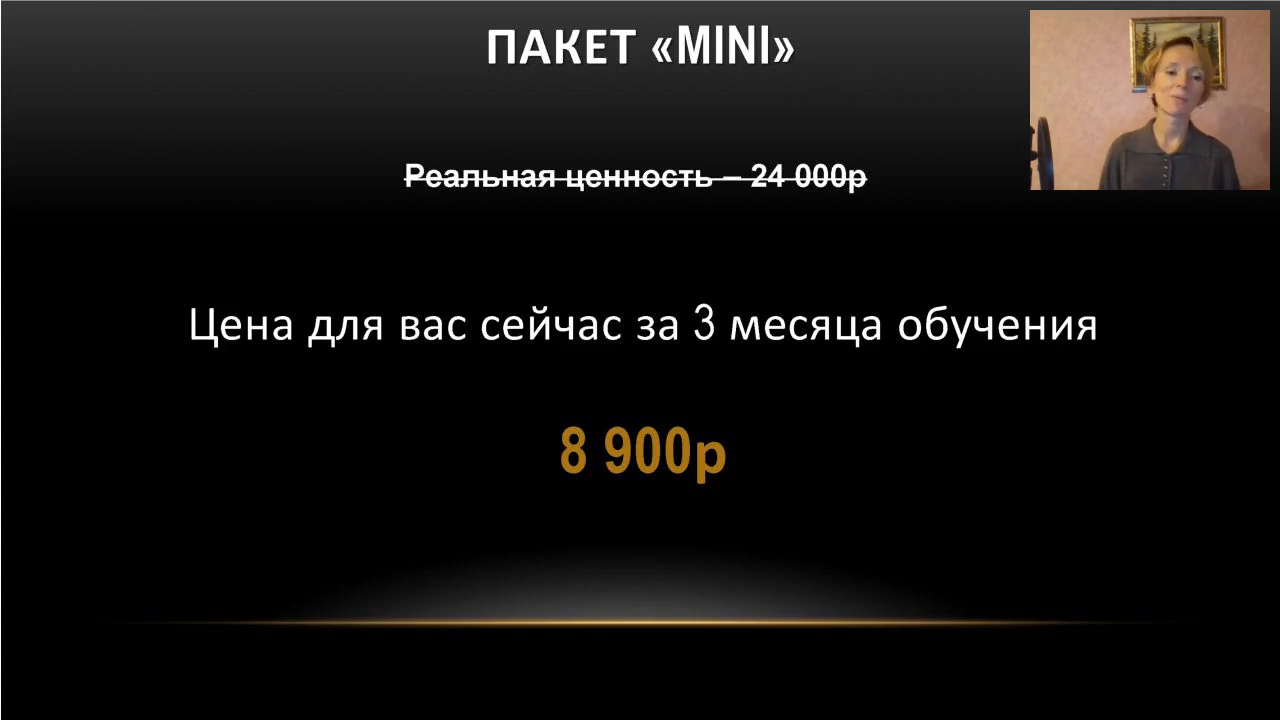 ПАКЕТ «MINI»
Реальная ценность – 24 000р
Цена для вас сейчас за 3 месяца обучения
8 900р